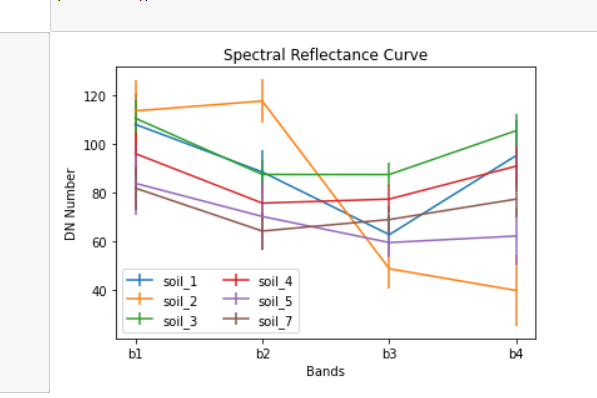 Spectral Reflectance Curve
DN Number
120
100
80
60
40
soil_1
soil_2
soil_3
soil_4
soil_5
soil_7
b1 b2 b3 b4
Bands